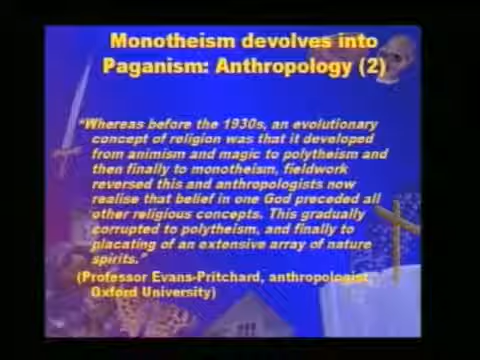 Monotheism devolves into
Paganism: Anthropology (2)
"Whereas before the 1930s, an evolutionary
concept of religion was that it developed
from animism and magic to polytheism and
then finally to monotheism, fieldwork
reversed this and anthropologists now
realise that belief in one God preceded all
other religious concepts. This gradually
corrupted to polytheism, and finally to
placating of an extensive array of nature
spirits."
(Professor Evans-Pritchard, anthropologist
Oxford University)